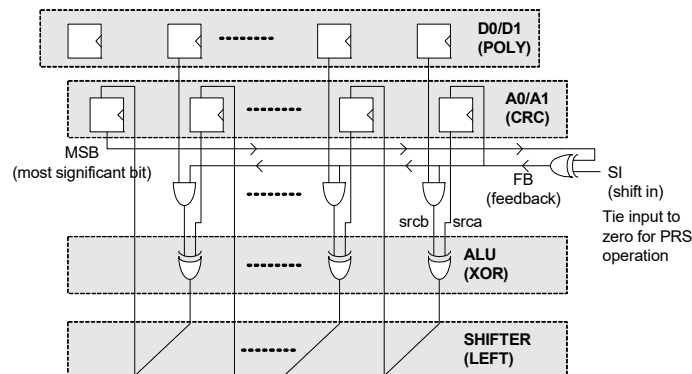 D0/D1
(POLY)
A0/A1
(CRC)
MSB
(most significant bit)
FB
(feedback)
SI
(shift in)
Tie input to
zero for PRS
operation
srcb
srca
ALU
(XOR)
SHIFTER
(LEFT)